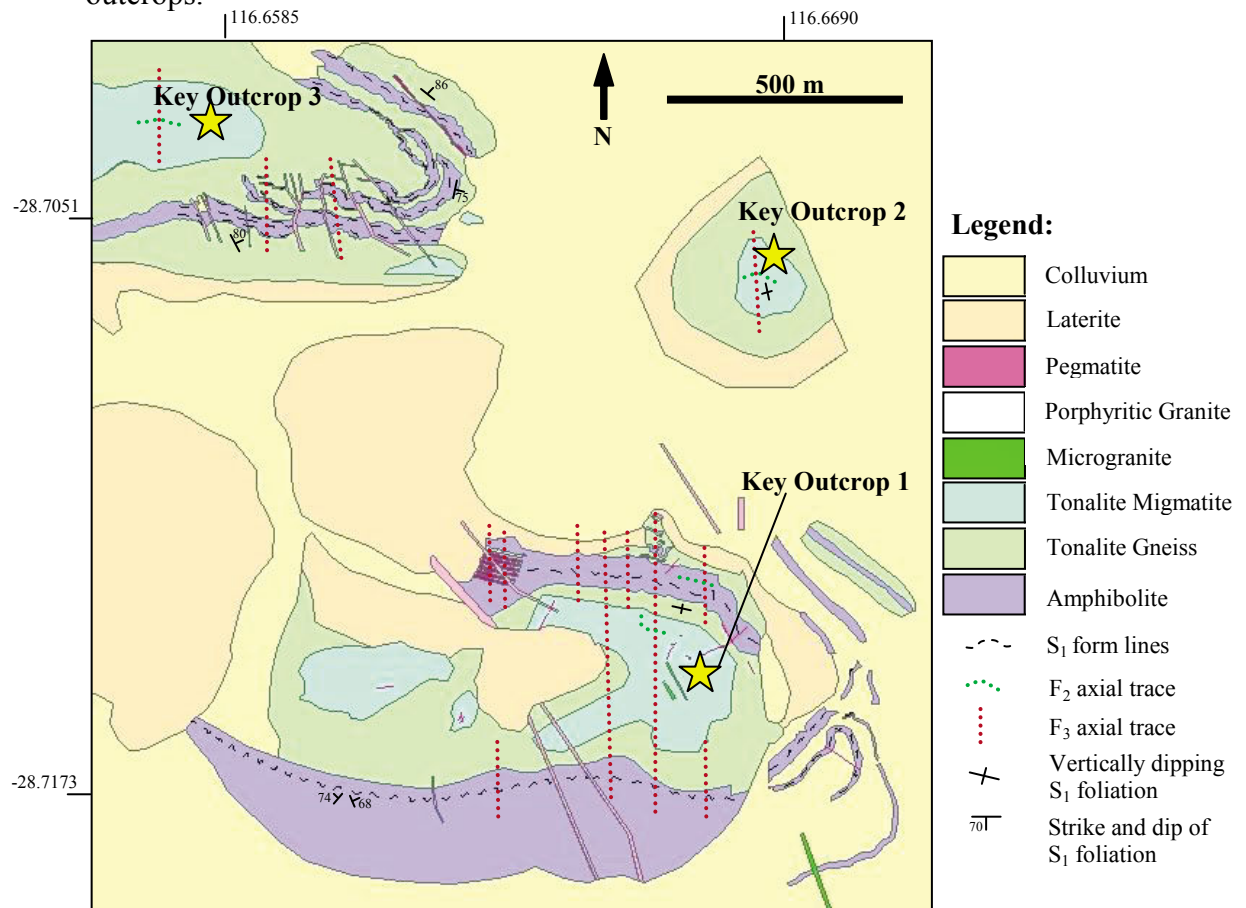 outcrops.
116.6585
116.6690
Key Outcrop 3
86
N
500 m
75
-28.7051
80
Key Outcrop 2
Legend:
Colluvium
Laterite
Pegmatite
Porphyritic Granite
Microgranite
Key Outcrop 1
Tonalite Migmatite
Tonalite Gneiss
Amphibolite
S1 form lines
F2 axial trace
F3 axial trace
-28.7173
Vertically dipping
S1 foliation
74
68
70
Strike and dip of
S1 foliation